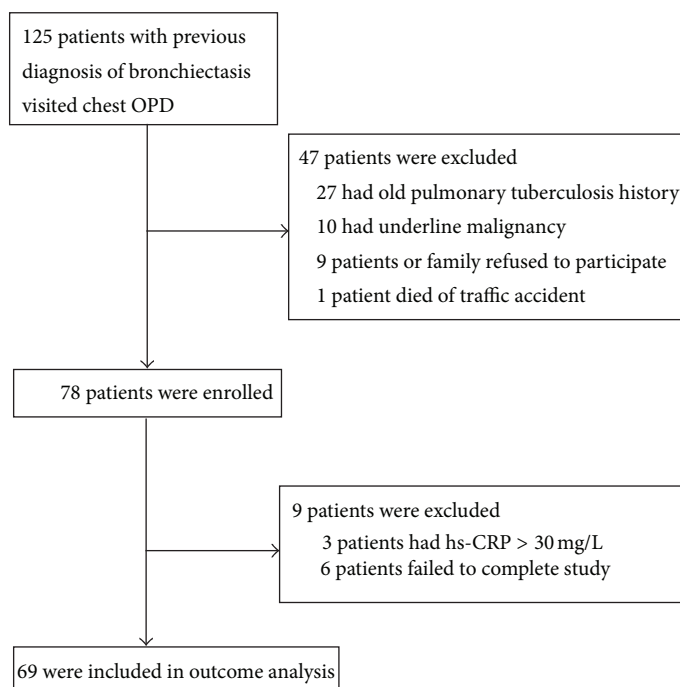 125 patients with previous
diagnosis of bronchiectasis
visited chest OPD
47 patients were excluded
27 had old pulmonary tuberculosis history
10 had underline malignancy
9 patients or family refused to participate
1 patient died of traffic accident
78 patients were enrolled
9 patients were excluded
3 patients had hs-CRP > 30 mg/L
6 patients failed to complete study
69 were included in outcome analysis